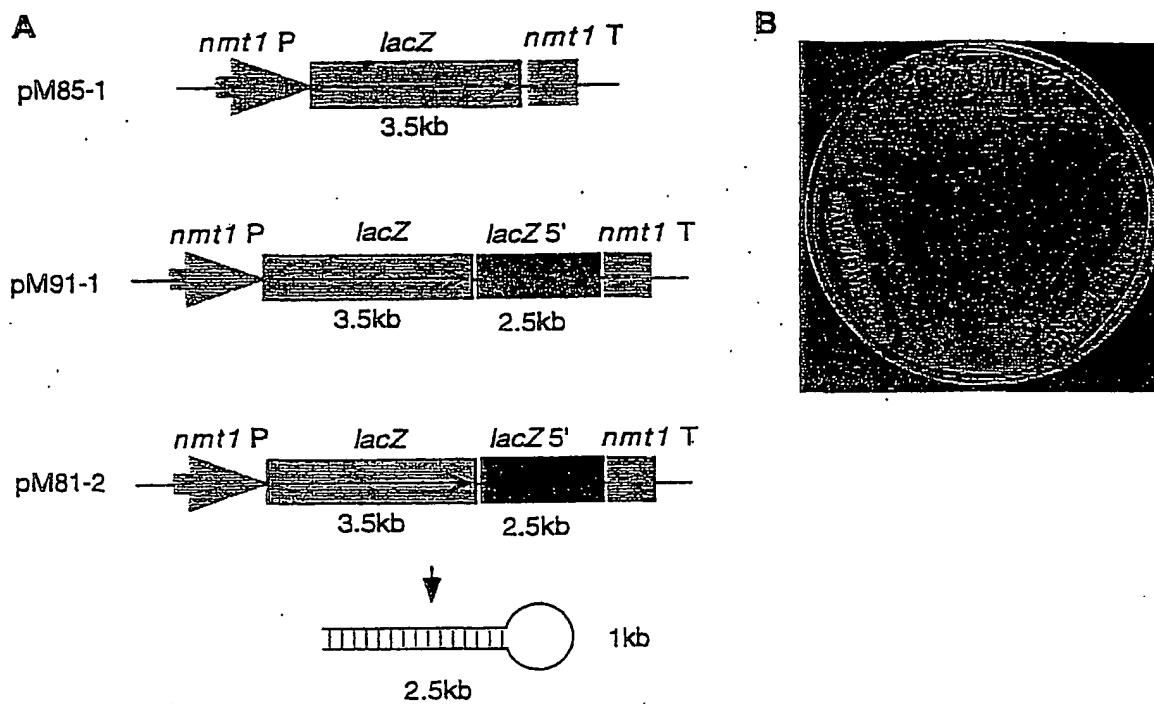 A
nmt1 P lacZ nmt1 T
pM85-1
3.5kb
nmt1 P lacZ lacZ 5' nmt1 T
pM91-1
3.5kb 2.5kb
nmt1 P lacZ lacZ 5' nmt1 T
pM81-2
3.5kb 2.5kb
1kb
2.5kb
B